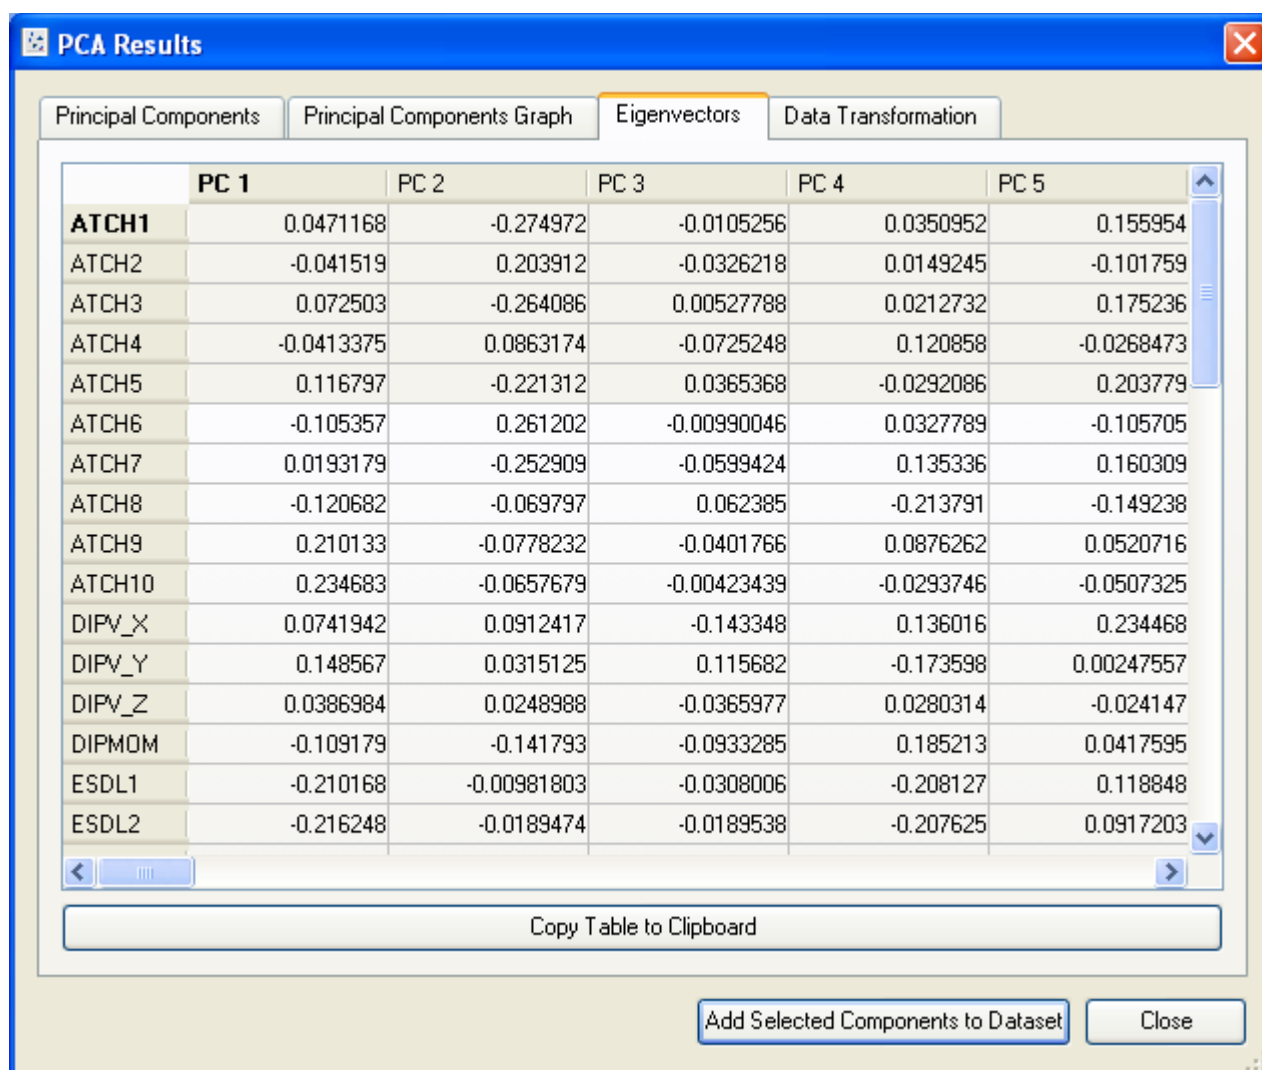 PCA Results
Principal Components Principal Components Graph Eigenvectors Data Transformation
PC 1 PC 2 PC 3 PC 4 PC 5
ATCH1 0.0471168 -0.274972 -0.0105256 0.0350952 0.155954
ATCH2 -0.041519 0.203912 -0.0326218 0.0149245 -0.101759
ATCH3 0.072503 -0.264086 0.00527788 0.0212732 0.175236
ATCH4 -0.0413375 0.0863174 -0.0725248 0.120858 -0.0268473
ATCH5 0.116797 -0.221312 0.0365368 -0.0292086 0.203779
ATCH6 -0.105357 0.261202 -0.00990046 0.0327789 -0.105705
ATCH7 0.0193179 -0.252909 -0.0599424 0.135336 0.160309
ATCH8 -0.120682 -0.069797 0.062385 -0.213791 -0.149238
ATCH9 0.210133 -0.0778232 -0.0401766 0.0876262 0.0520716
ATCH10 0.234683 -0.0657679 -0.00423439 -0.0293746 -0.0507325
DIPV_X 0.0741942 0.0912417 -0.143348 0.136016 0.234468
DIPV_Y 0.148567 0.0315125 0.115682 -0.173598 0.00247557
DIPV_Z 0.0386984 0.0248988 -0.0365977 0.0280314 -0.024147
DIPMOM -0.109179 -0.141793 -0.0933285 0.185213 0.0417595
ESDL1 -0.210168 -0.00981803 -0.0308006 -0.208127 0.118848
ESDL2 -0.216248 -0.0189474 -0.0189538 -0.207625 0.0917203
Copy Table to Clipboard
Add Selected Components to Dataset Close